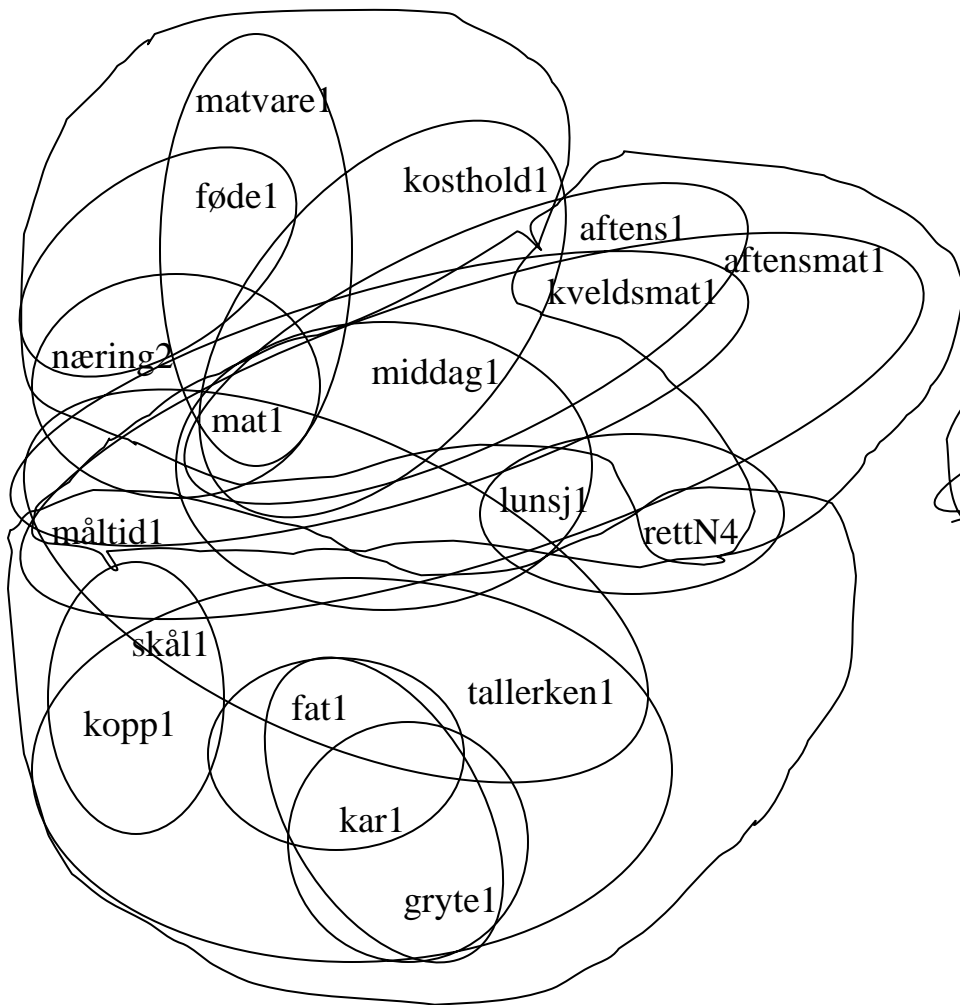 matvare1
kosthold1
føde1
aftens1
aftensmat1
kveldsmat1
næring2
middag1
mat1
lunsj1
måltid1
rettN4
skål1
tallerken1
fat1
kopp1
kar1
gryte1